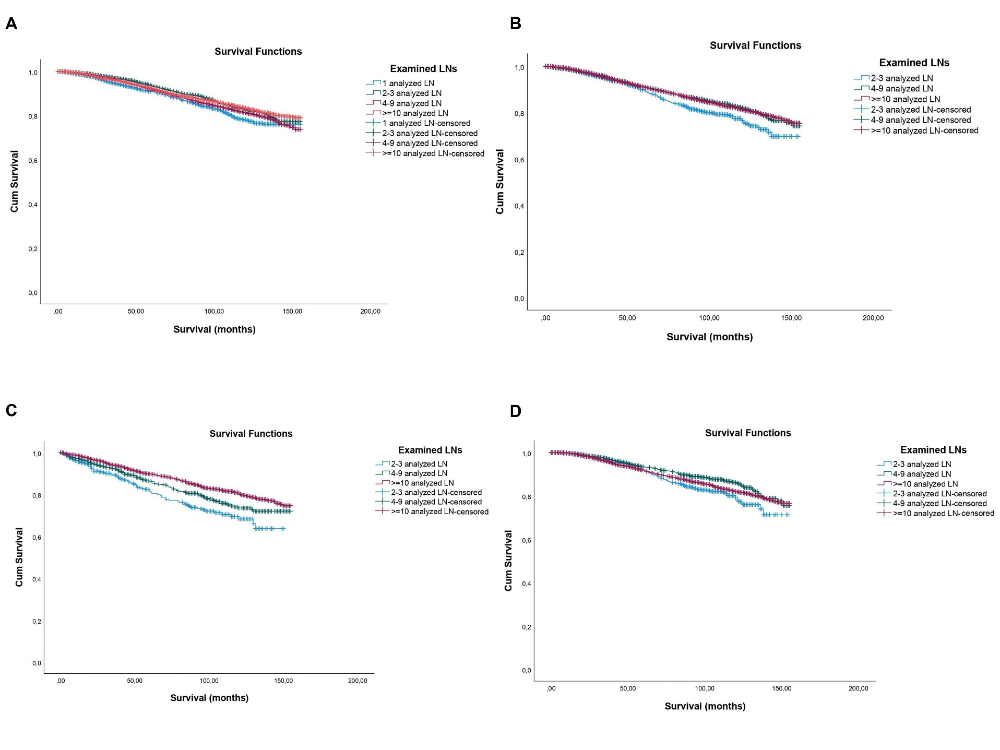 A
Survival Functions
Cum Survival
1,0
0,8
0,6
0,4
0,2
0,0
,00
50,00
100,00
150,00
200,00
Survival (months)
Examined LNs
1 analyzed LN
2-3 analyzed LN
4-9 analyzed LN
>=10 analyzed LN
1 analyzed LN-censored
2-3 analyzed LN-censored
4-9 analyzed LN-censored
>=10 analyzed LN-censored
B
Survival Functions
Cum Survival
1,0
0,8
0,6
0,4
0,2
0,0
,00
50,00
100,00
150,00
200,00
Survival (months)
Examined LNs
2-3 analyzed LN
4-9 analyzed LN
>=10 analyzed LN
2-3 analyzed LN-censored
4-9 analyzed LN-censored
>=10 analyzed LN-censored
C
Survival Functions
Cum Survival
1,0
0,8
0,6
0,4
0,2
0,0
,00
50,00
100,00
150,00
200,00
Survival (months)
Examined LNs
2-3 analyzed LN
4-9 analyzed LN
>=10 analyzed LN
2-3 analyzed LN-censored
4-9 analyzed LN-censored
>=10 analyzed LN-censored
D
Survival Functions
Cum Survival
1,0
0,8
0,6
0,4
0,2
0,0
,00
50,00
100,00
150,00
200,00
Survival (months)
Examined LNs
2-3 analyzed LN
4-9 analyzed LN
>=10 analyzed LN
2-3 analyzed LN-censored
4-9 analyzed LN-censored
>=10 analyzed LN-censored